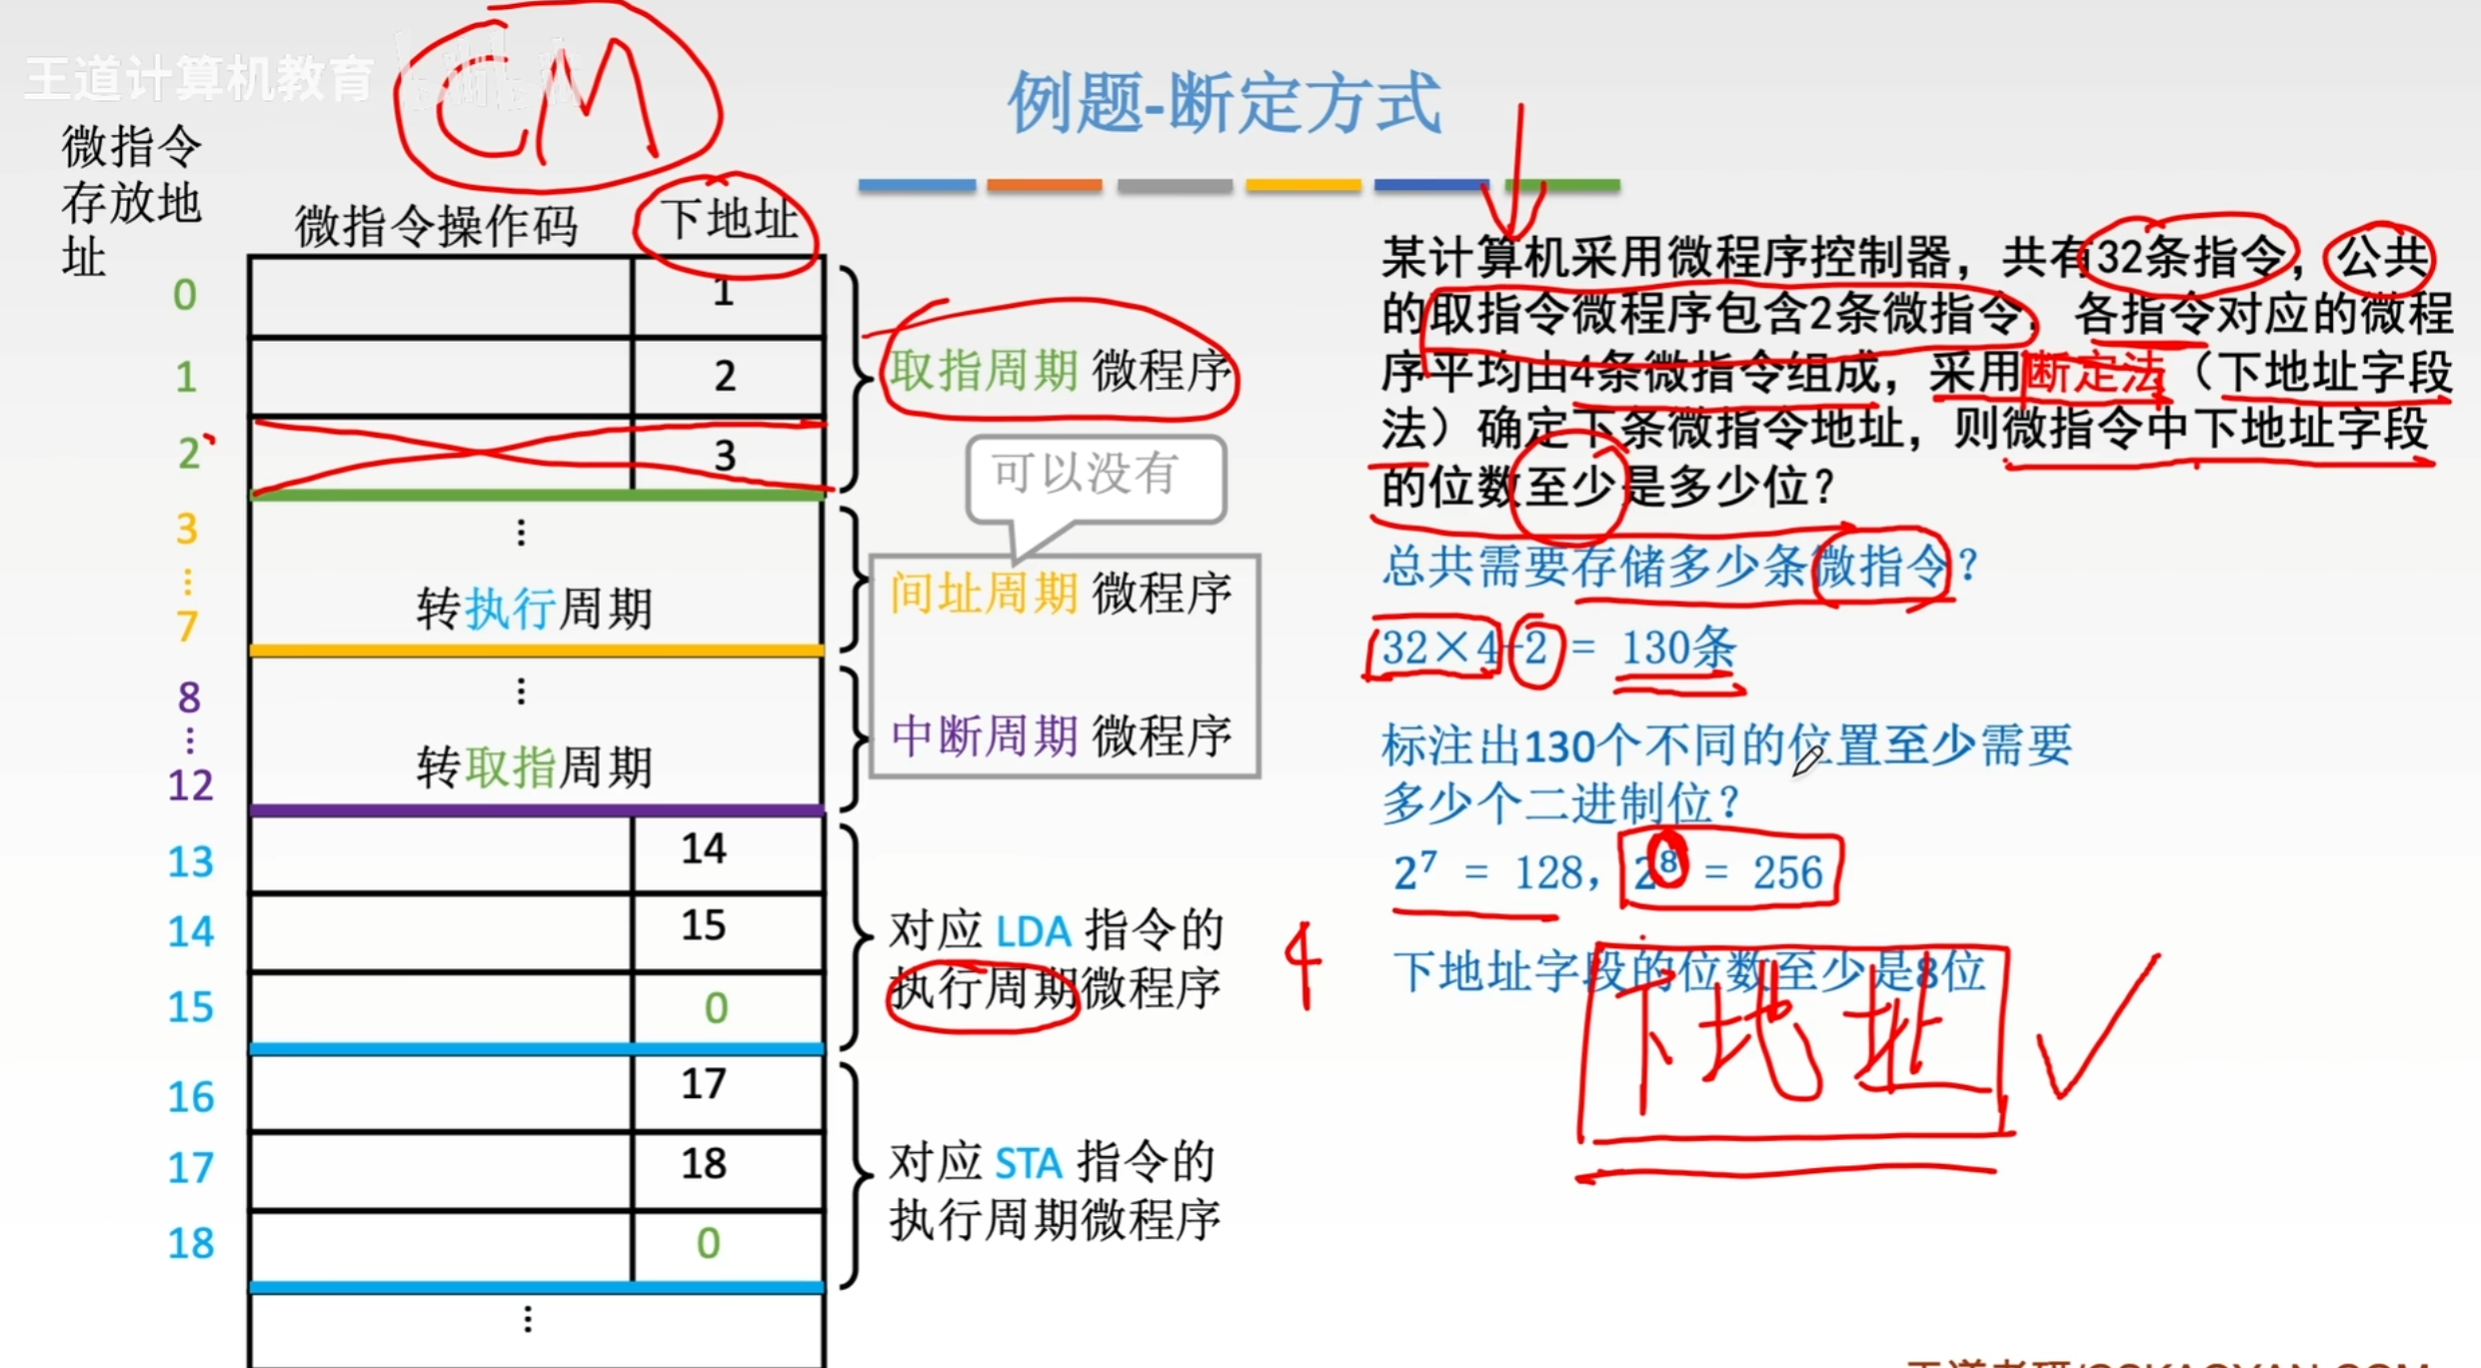 王道计算机教育
CM
例题-断定方式
微指令
存放地
址
微指令操作码
下地址
0
1
1
2
2
3
取指周期 微程序
可以没有
3
⋮
7
⋮
转执行周期
间址周期 微程序
8
⋮
12
⋮
转取指周期
中断周期 微程序
13
14
14
15
15
0
对应 LDA 指令的
执行周期微程序
4
16
17
17
18
18
0
对应 STA 指令的
执行周期微程序
⋮
某计算机采用微程序控制器，共有32条指令，公共
的取指令微程序包含2条微指令，各指令对应的微程
序平均由4条微指令组成，采用断定法（下地址字段
法）确定下条微指令地址，则微指令中下地址字段
的位数至少是多少位？
总共需要存储多少条微指令？
32×4+2 = 130条
标注出130个不同的位置至少需要
多少个二进制位？
2⁷ = 128，2⁸ = 256
下地址字段的位数至少是8位
下地址